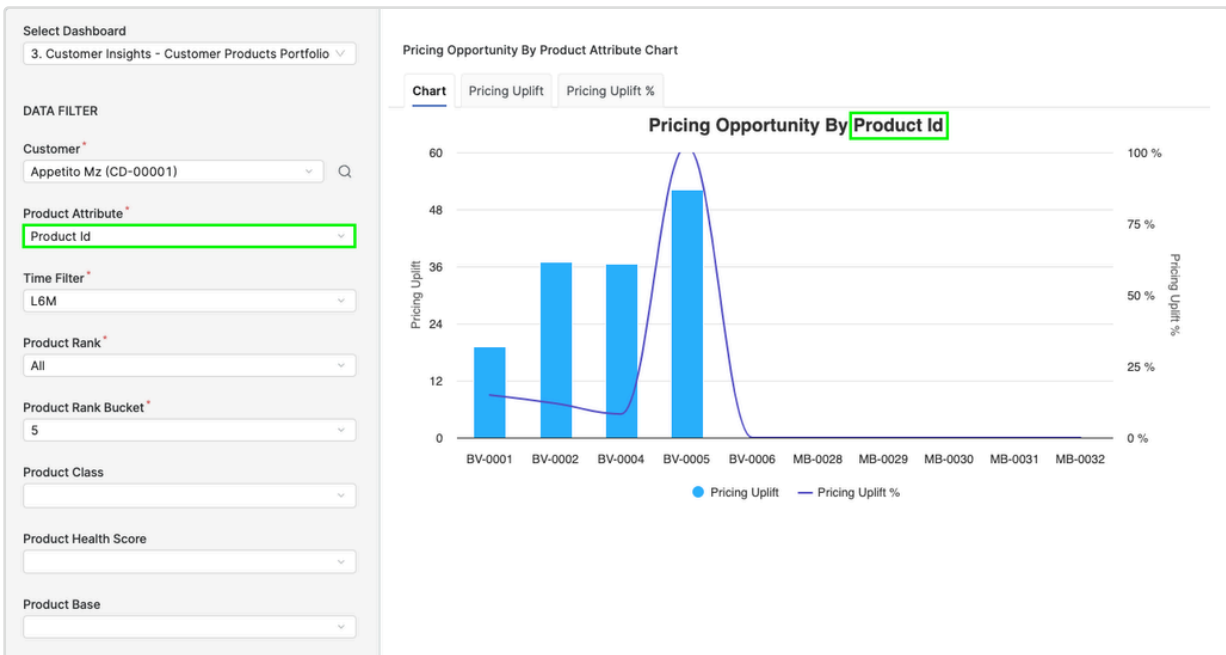 Select Dashboard
3. Customer Insights - Customer Products Portfolio
DATA FILTER
Customer*
Appetito Mz (CD-00001)
Product Attribute*
Product Id
Time Filter*
L6M
Product Rank*
All
Product Rank Bucket*
5
Product Class
Product Health Score
Product Base
Pricing Opportunity By Product Attribute Chart
Chart Pricing Uplift Pricing Uplift %
Pricing Opportunity By Product Id
60
48
36
24
12
0
Pricing Uplift
100 %
75 %
50 %
25 %
0 %
Pricing Uplift %
BV-0001 BV-0002 BV-0004 BV-0005 BV-0006 MB-0028 MB-0029 MB-0030 MB-0031 MB-0032
Pricing Uplift Pricing Uplift %